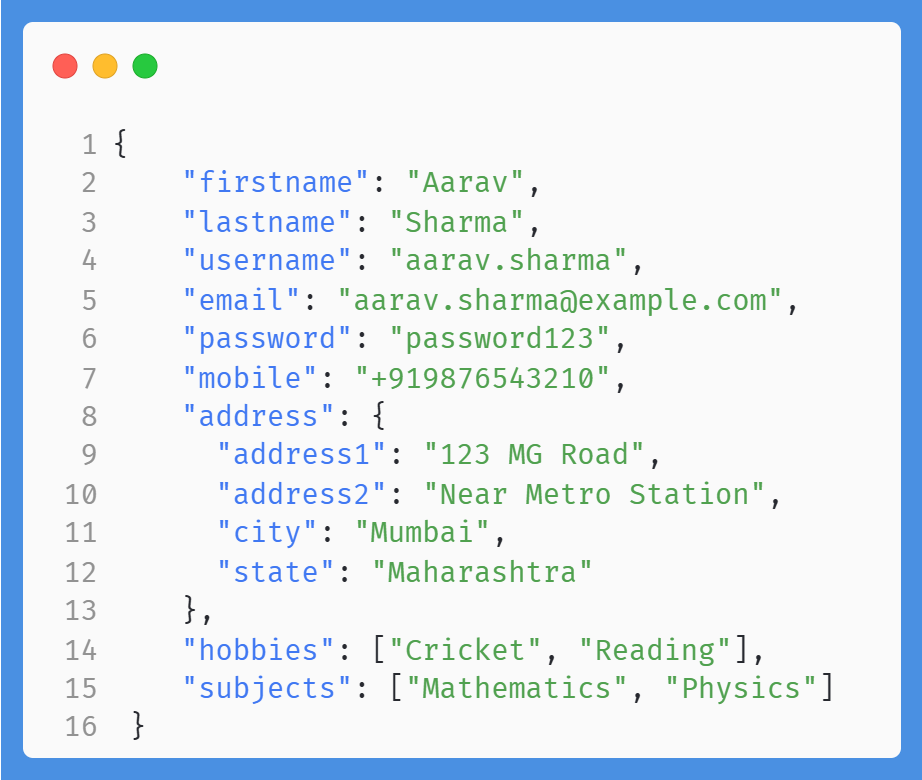 1 {
2     "firstname": "Aarav",
3     "lastname": "Sharma",
4     "username": "aarav.sharma",
5     "email": "aarav.sharma@example.com",
6     "password": "password123",
7     "mobile": "+919876543210",
8     "address": {
9       "address1": "123 MG Road",
10       "address2": "Near Metro Station",
11       "city": "Mumbai",
12       "state": "Maharashtra"
13     },
14     "hobbies": ["Cricket", "Reading"],
15     "subjects": ["Mathematics", "Physics"]
16  }